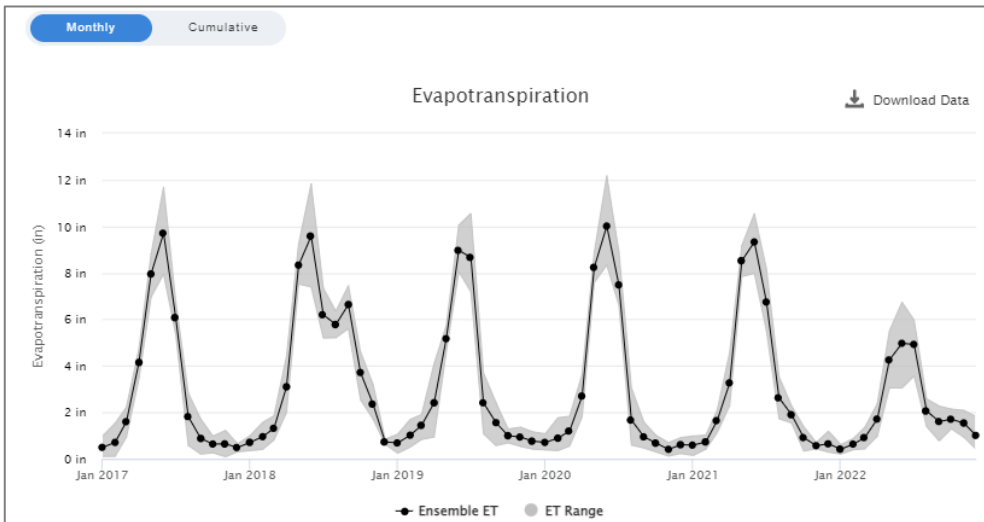 Monthly Cumulative
Evapotranspiration
Download Data
Evapotranspiration (in)
14 in
12 in
10 in
8 in
6 in
4 in
2 in
0 in
Jan 2017 Jan 2018 Jan 2019 Jan 2020 Jan 2021 Jan 2022
Ensemble ET ET Range